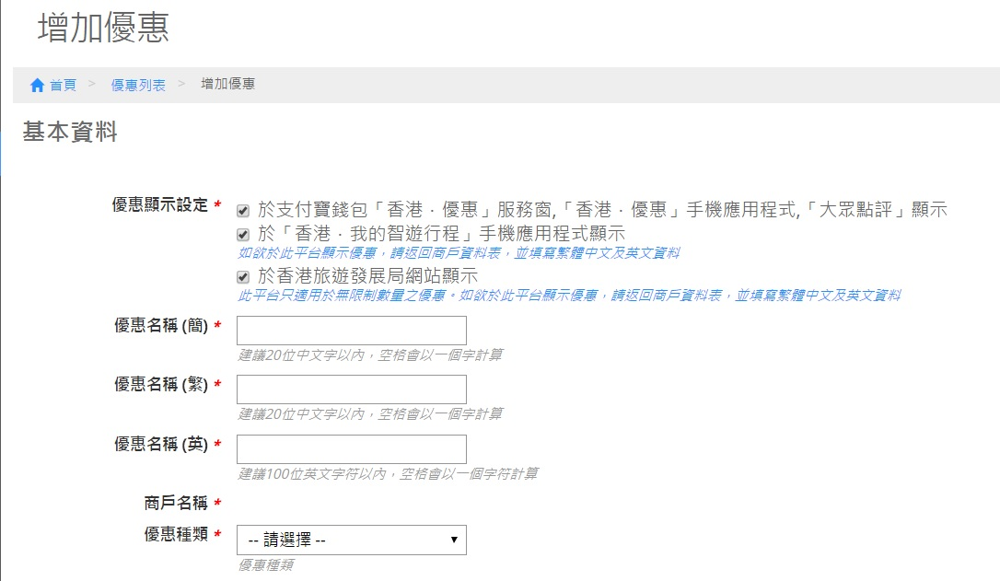 增加優惠
首頁 > 優惠列表 > 增加優惠
基本資料
優惠顯示設定 * 於支付寶錢包「香港．優惠」服務窗,「香港．優惠」手機應用程式,「大眾點評」顯示
於「香港．我的智遊行程」手機應用程式顯示
如欲於此平台顯示優惠，請返回商戶資料表，並填寫繁體中文及英文資料
於香港旅遊發展局網站顯示
此平台只適用於無限制數量之優惠。如欲於此平台顯示優惠，請返回商戶資料表，並填寫繁體中文及英文資料
優惠名稱 (簡) *
建議20位中文字以內，空格會以一個字計算
優惠名稱 (繁) *
建議20位中文字以內，空格會以一個字計算
優惠名稱 (英) *
建議100位英文字符以內，空格會以一個字符計算
商戶名稱 *
優惠種類 * -- 請選擇 --
優惠種類